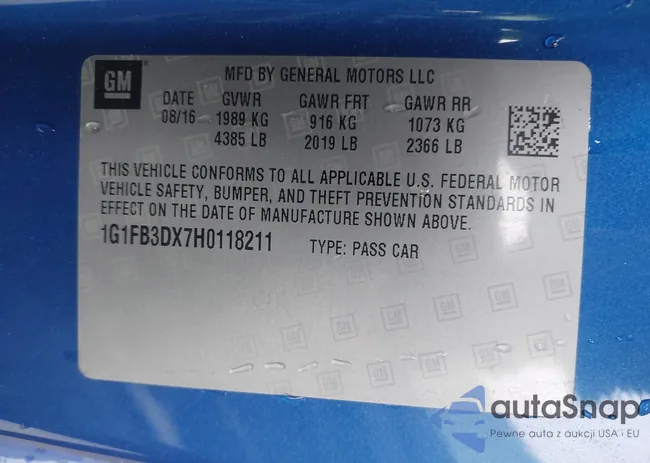 GM
MFD BY GENERAL MOTORS LLC
DATE GVWR GAWR FRT GAWR RR
08/16 1989 KG 916 KG 1073 KG
4385 LB 2019 LB 2366 LB
THIS VEHICLE CONFORMS TO ALL APPLICABLE U.S. FEDERAL MOTOR
VEHICLE SAFETY, BUMPER, AND THEFT PREVENTION STANDARDS IN
EFFECT ON THE DATE OF MANUFACTURE SHOWN ABOVE.
1G1FB3DX7H0118211 TYPE: PASS CAR
autoSnap
Pewne auta z aukcji USA i EU